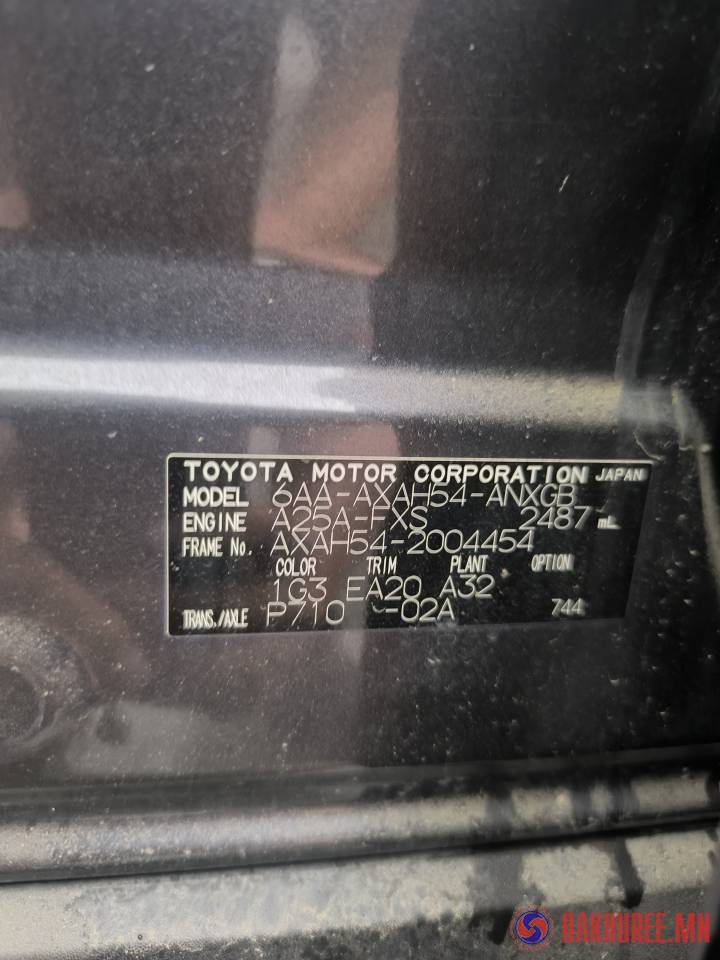 TOYOTA MOTOR CORPORATION JAPAN
MODEL 6AA-AXAH54-ANXGB
ENGINE A25A-FXS 2487 mL
FRAME No. AXAH54-2004454
COLOR TRIM PLANT OPTION
1G3 EA20 A32
TRANS./AXLE P710 -02A 744
OAKHUREE.MN